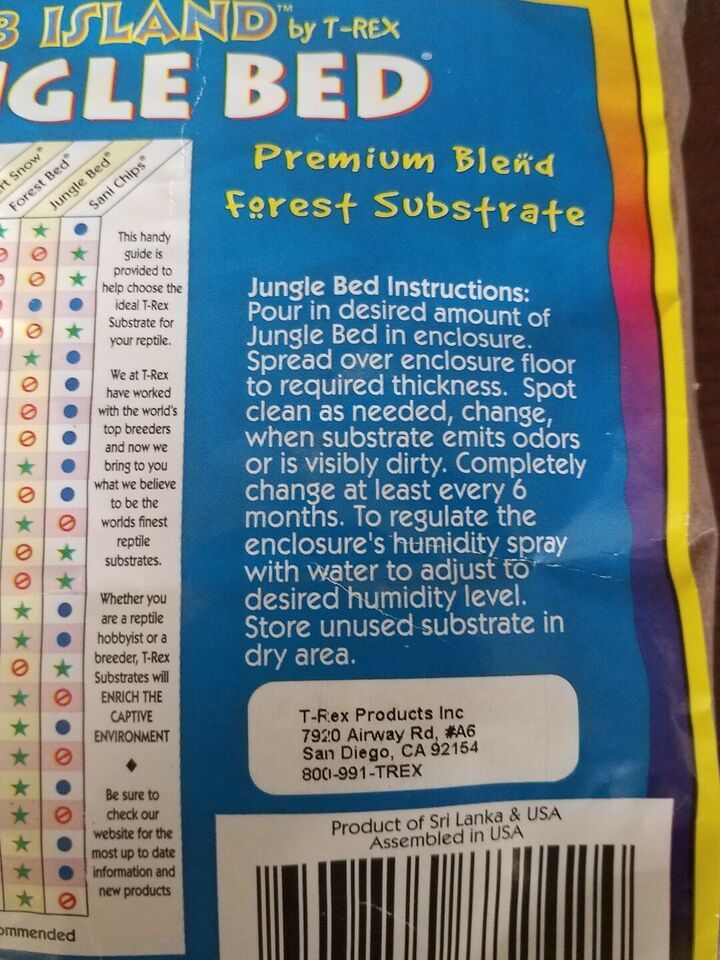 ISLAND™ by T-REX
GLE BED®
rt Snow®
Forest Bed®
Jungle Bed®
Sani Chips®
This handy
guide is
provided to
help choose the
ideal T-Rex
Substrate for
your reptile.
We at T-Rex
have worked
with the world's
top breeders
and now we
bring to you
what we believe
to be the
worlds finest
reptile
substrates.
Whether you
are a reptile
hobbyist or a
breeder, T-Rex
Substrates will
ENRICH THE
CAPTIVE
ENVIRONMENT
Be sure to
check our
website for the
most up to date
information and
new products
ommended
Premium Blend
Forest Substrate
Jungle Bed Instructions:
Pour in desired amount of
Jungle Bed in enclosure.
Spread over enclosure floor
to required thickness. Spot
clean as needed, change,
when substrate emits odors
or is visibly dirty. Completely
change at least every 6
months. To regulate the
enclosure's humidity spray
with water to adjust to
desired humidity level.
Store unused substrate in
dry area.
T-Rex Products Inc
7920 Airway Rd, #A6
San Diego, CA 92154
800-991-TREX
Product of Sri Lanka & USA
Assembled in USA